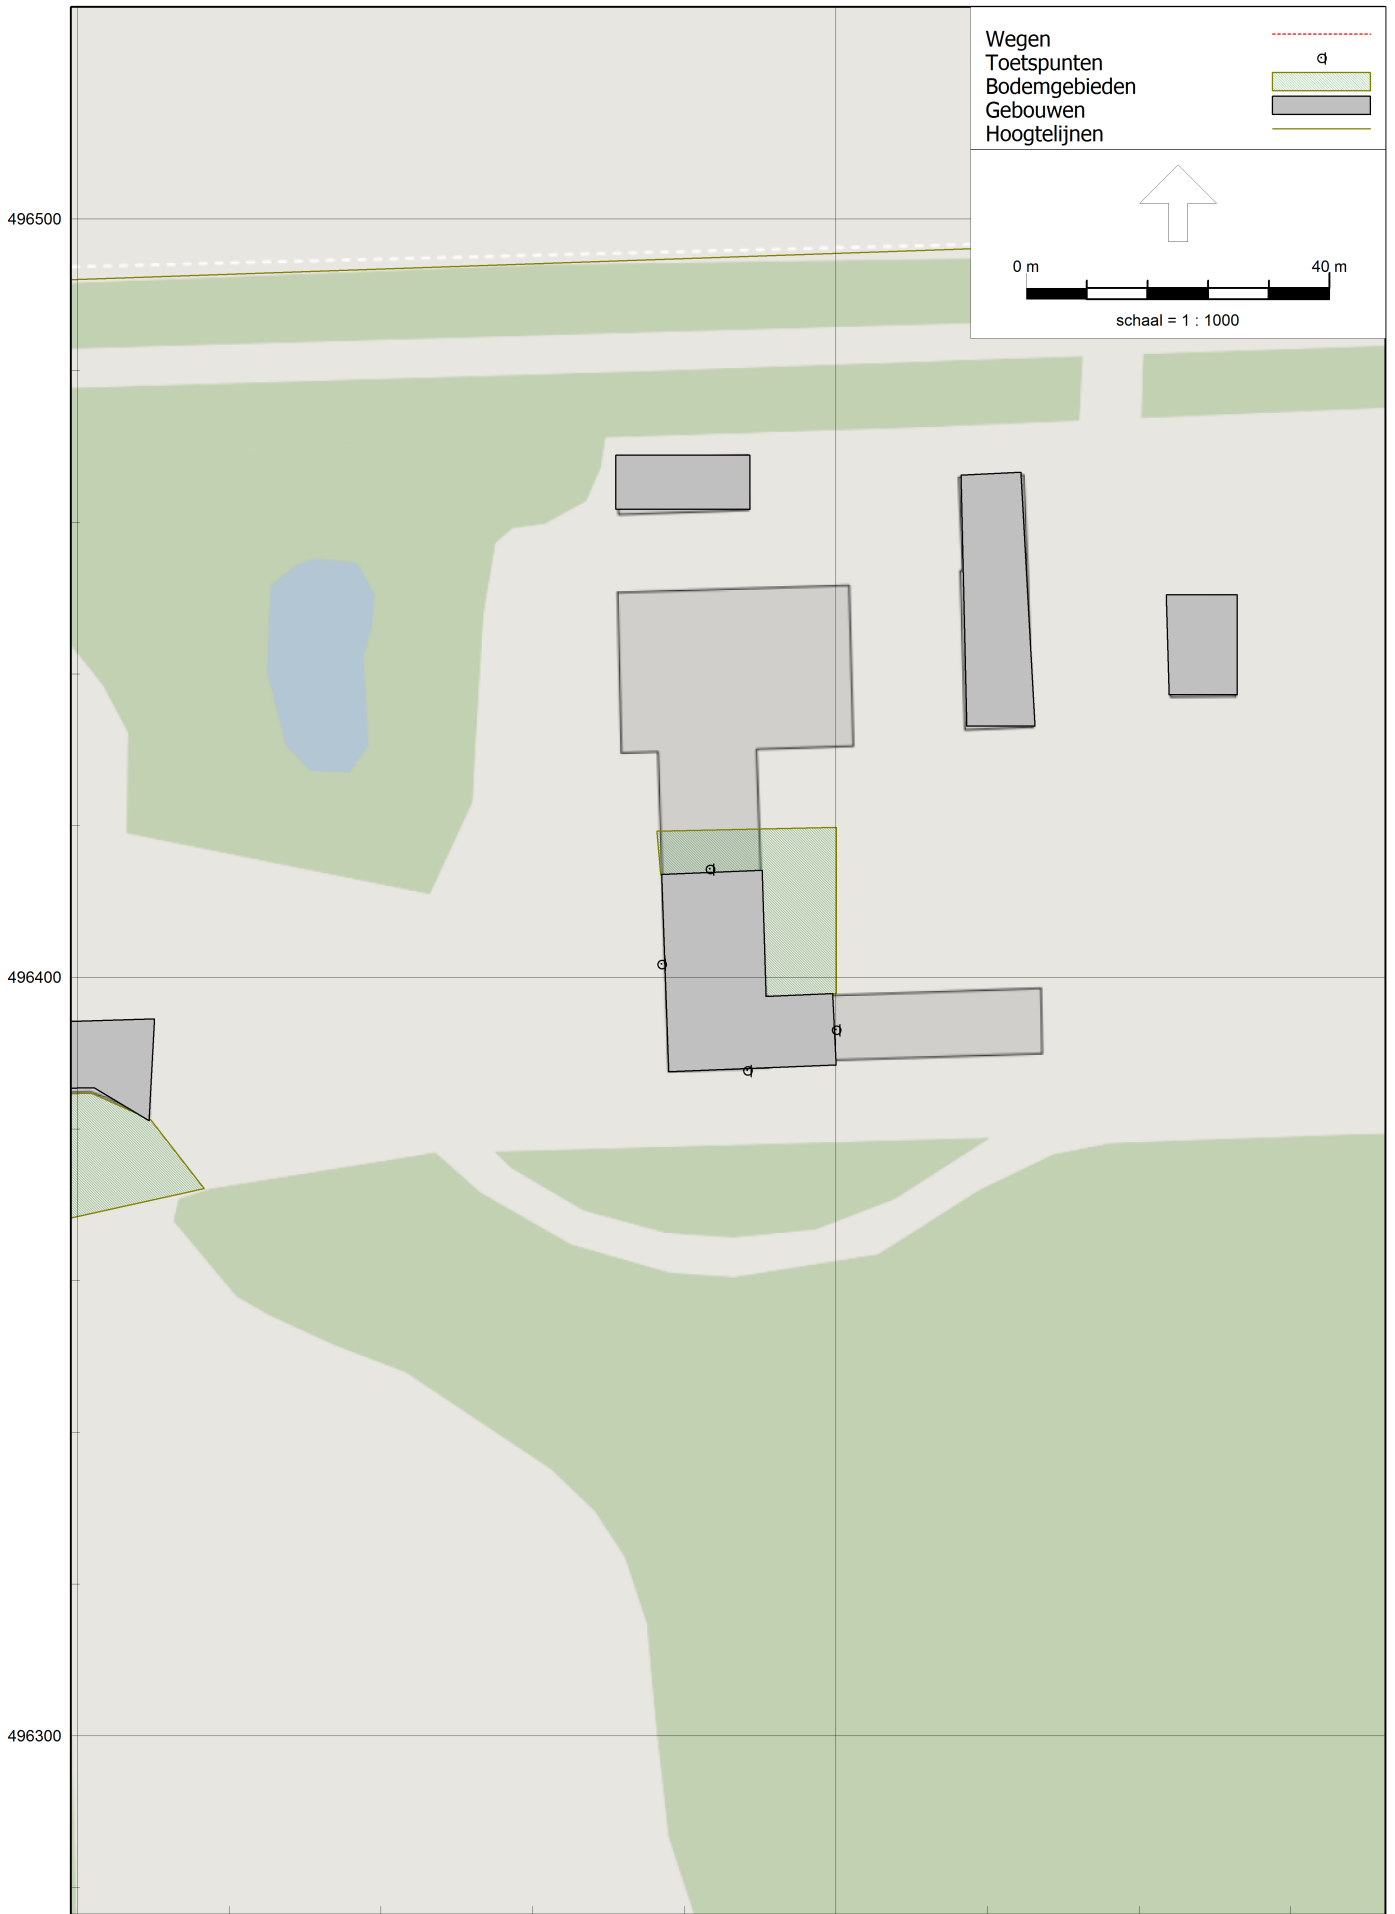 Wegen
Toetspunten
Bodemgebieden
Gebouwen
Hoogtelijnen
496500
0 m 40 m
schaal = 1 : 1000
496400
496300